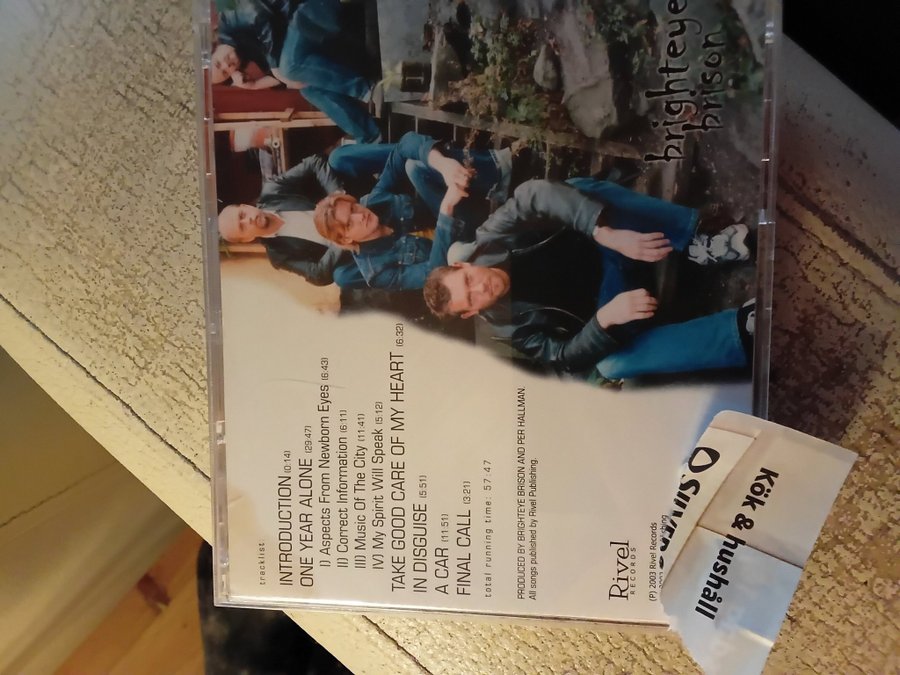 brighteye
brison
tracklist
INTRODUCTION (0:14)
ONE YEAR ALONE (29:47)
I) Aspects From Newborn Eyes (6:43)
II) Correct Information (6:11)
III) Music Of The City (11:41)
IV) My Spirit Will Speak (5:12)
TAKE GOOD CARE OF MY HEART (6:32)
IN DISGUISE (5:51)
A CAR (11:51)
FINAL CALL (3:21)
total running time: 57.47
PRODUCED BY BRIGHTEYE BRISON AND PER HALLMAN.
All songs published by Rivel Publishing.
Rivel
RECORDS
(P) 2003 Rivel Records
Kök & hushåll